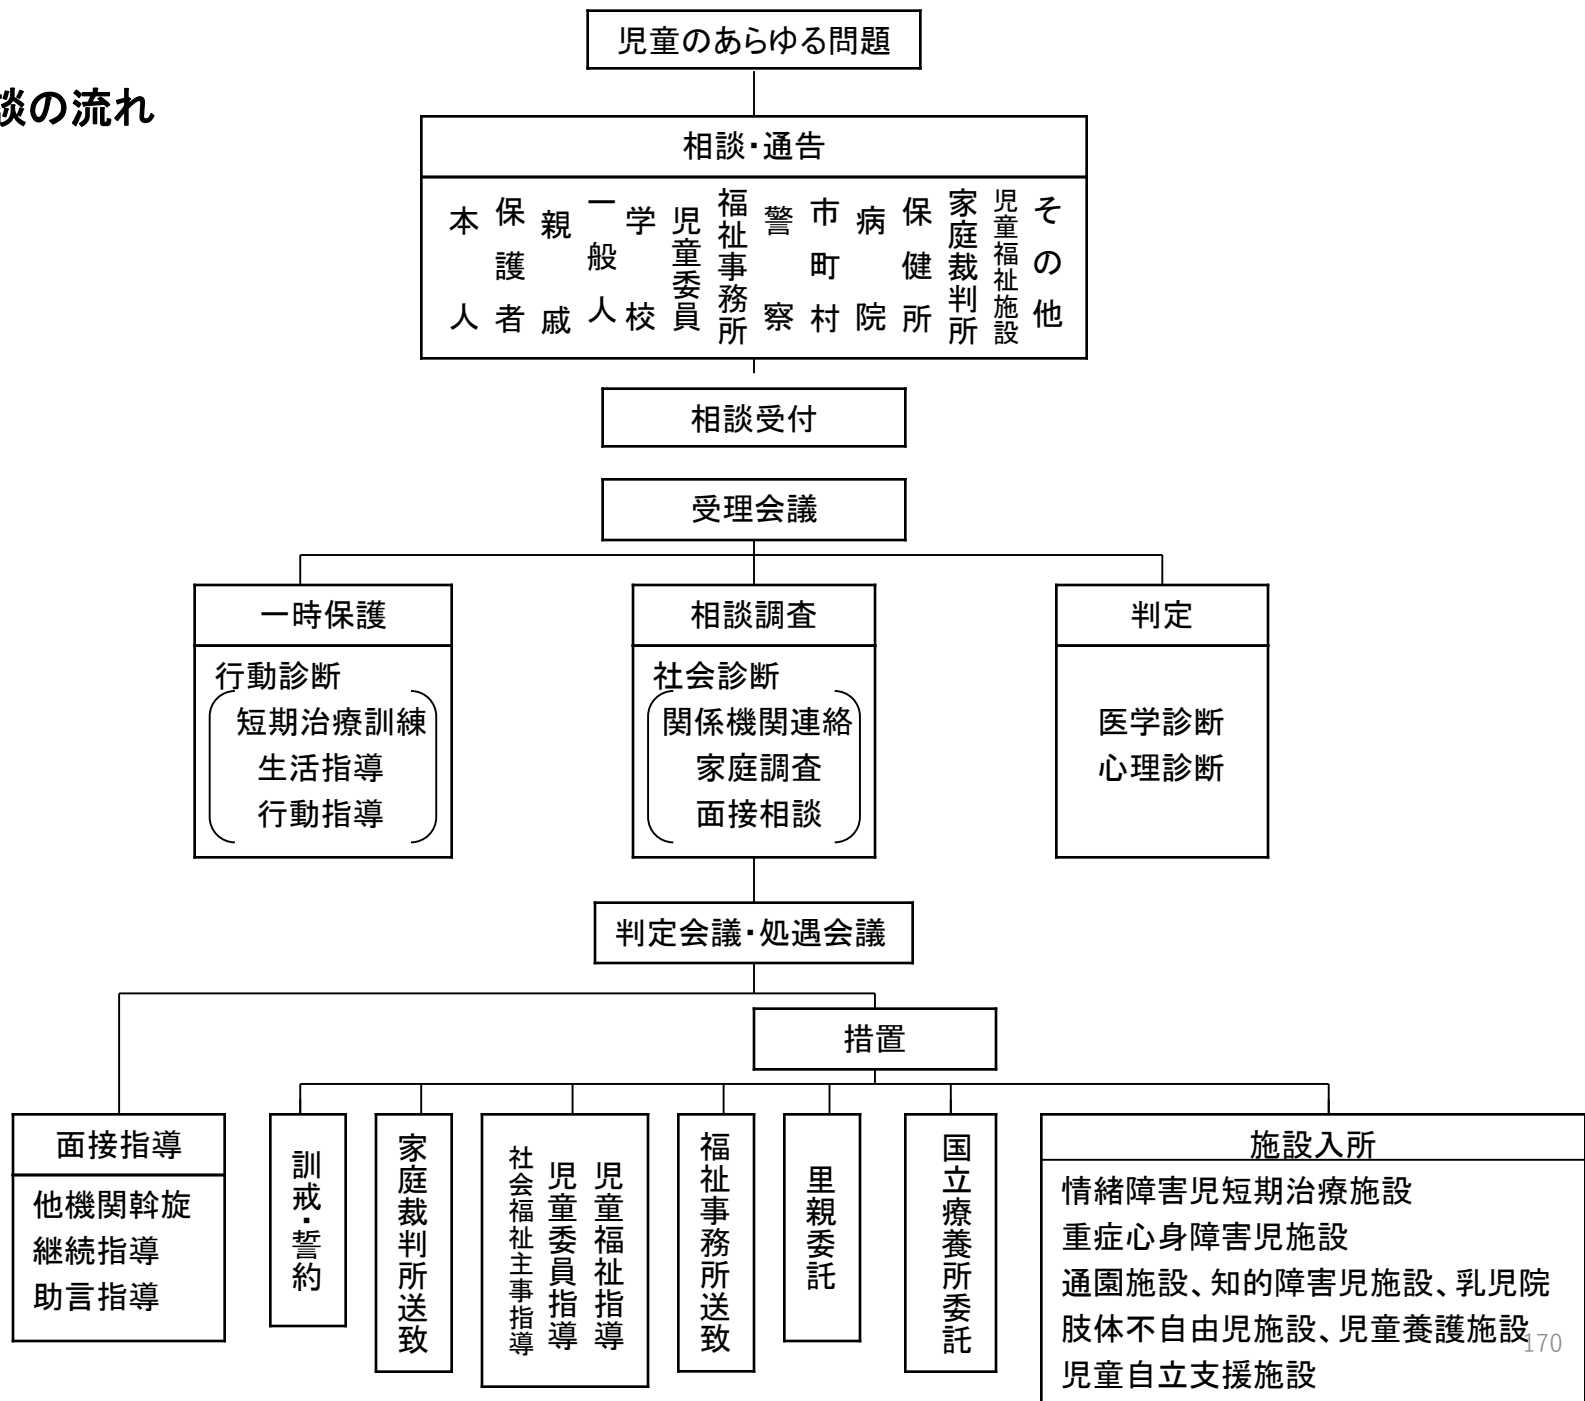 児童のあらゆる問題
談の流れ
相談・通告
本人
保護者
親戚
一般人
学校
児童委員
福祉事務所
警察
市町村
病院
保健所
家庭裁判所
児童福祉施設
その他
相談受付
受理会議
一時保護
行動診断
短期治療訓練
生活指導
行動指導
相談調査
社会診断
関係機関連絡
家庭調査
面接相談
判定
医学診断
心理診断
判定会議・処遇会議
措置
面接指導
他機関斡旋
継続指導
助言指導
訓戒・誓約
家庭裁判所送致
児童福祉指導
児童委員指導
社会福祉主事指導
福祉事務所送致
里親委託
国立療養所委託
施設入所
情緒障害児短期治療施設
重症心身障害児施設
通園施設、知的障害児施設、乳児院
肢体不自由児施設、児童養護施設
児童自立支援施設
170